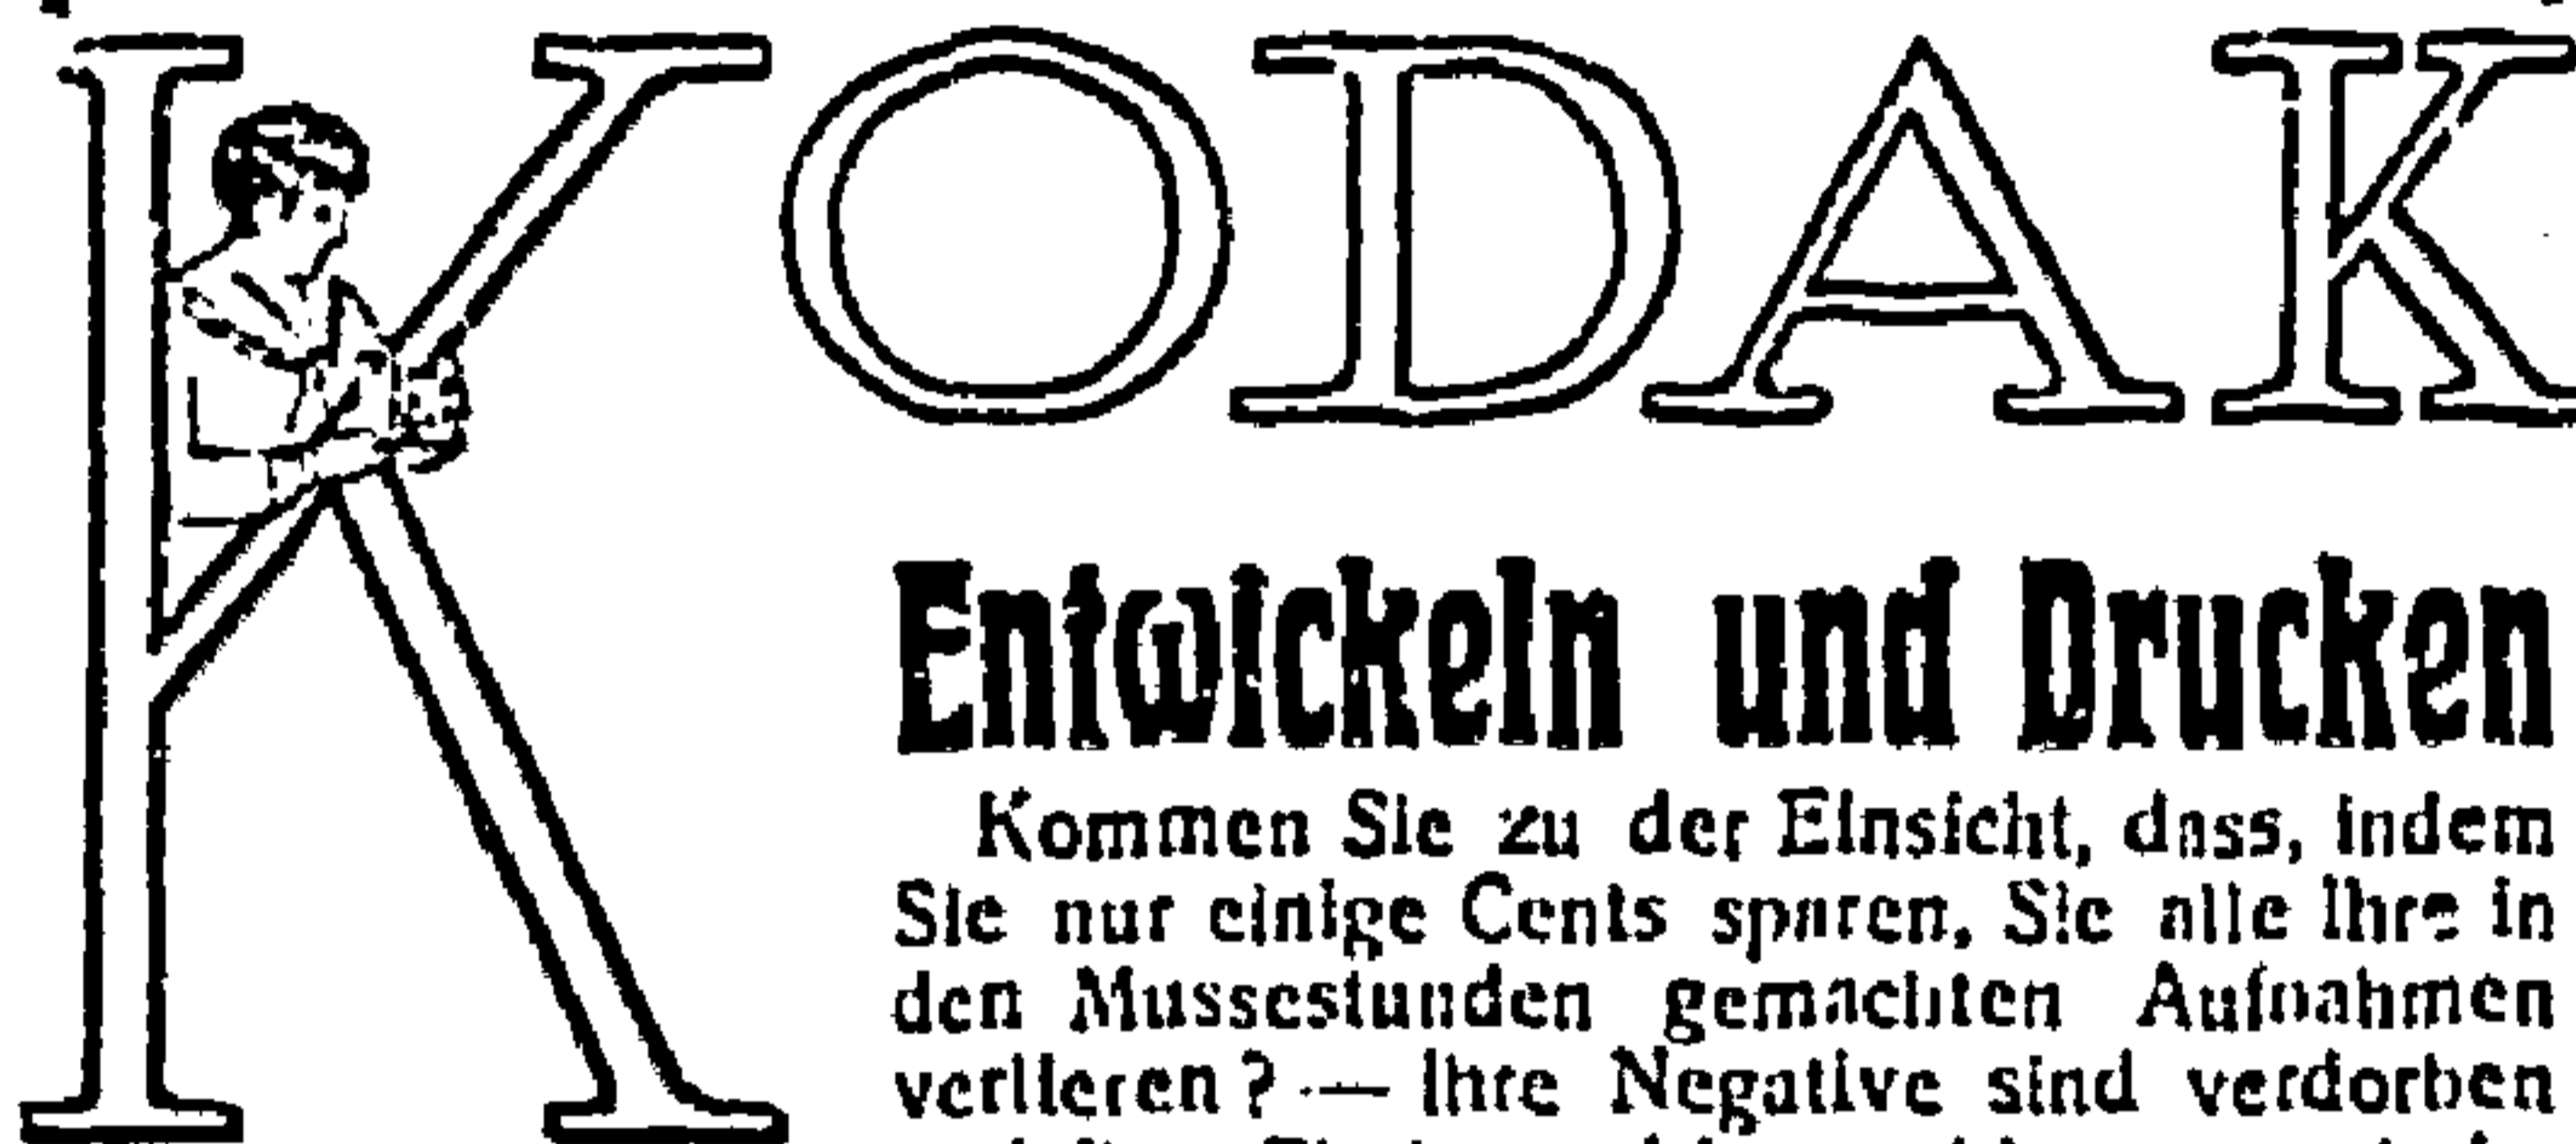 KODAK
Entwickeln und Drucken
Kommen Sie zu der Einsicht, dass, indem
Sie nur einige Cents sparen, Sie alle Ihre in
den Mussestunden gemachten Aufnahmen
verlieren? — Ihre Negative sind verdorben